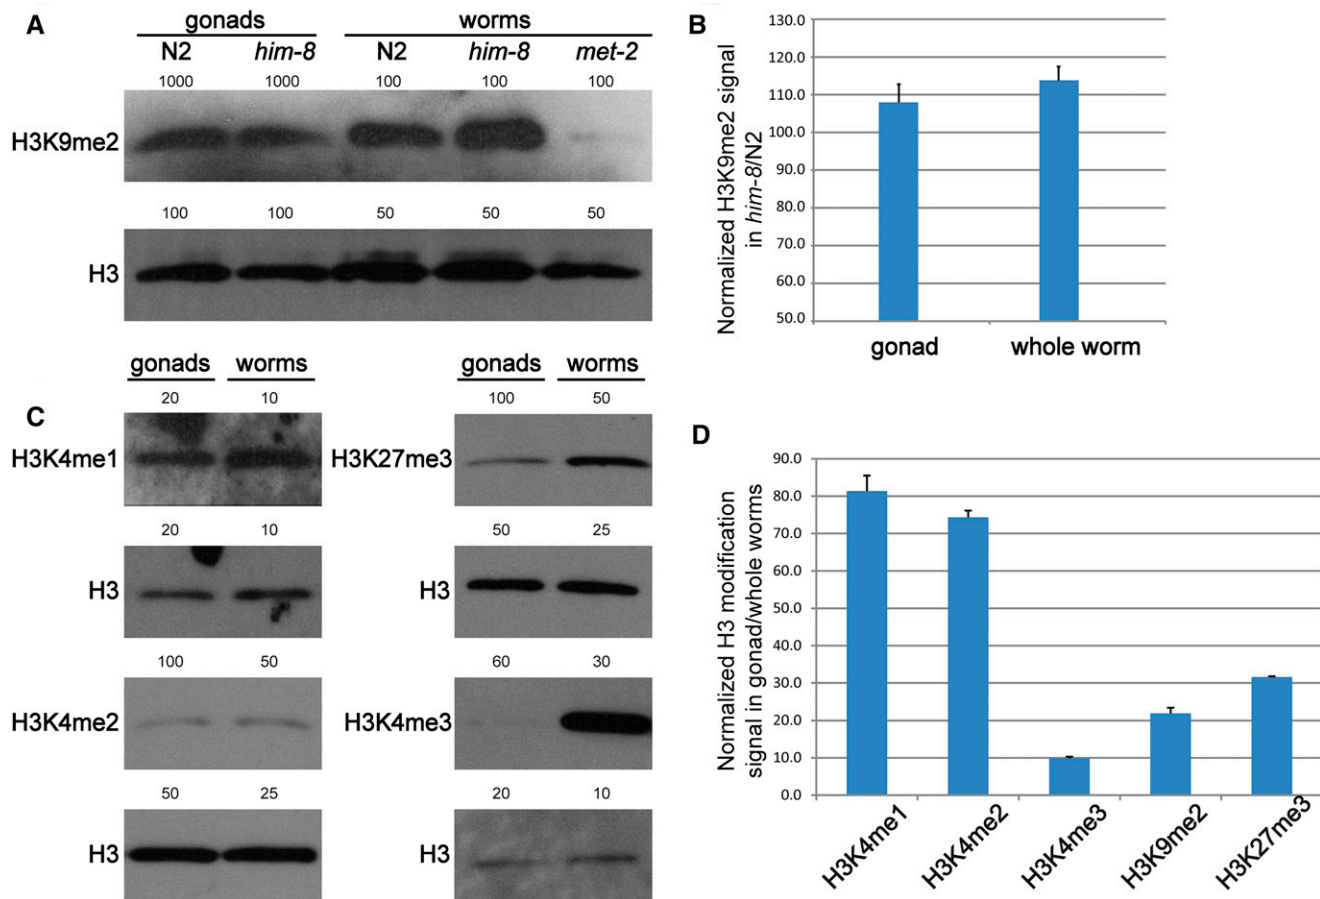 A
gonads worms
N2 him-8 N2 him-8 met-2
1000 1000 100 100 100
H3K9me2
100 100 50 50 50
H3
B
Normalized H3K9me2 signal
in him-8/N2
130.0
120.0
110.0
100.0
90.0
80.0
70.0
60.0
50.0
gonad whole worm
C
gonads worms
20 10
H3K4me1
20 10
H3
100 50
H3K4me2
50 25
H3
gonads worms
100 50
H3K27me3
50 25
H3
60 30
H3K4me3
20 10
H3
D
Normalized H3 modification
signal in gonad/whole worms
90.0
80.0
70.0
60.0
50.0
40.0
30.0
20.0
10.0
0.0
H3K4me1
H3K4me2
H3K4me3
H3K9me2
H3K27me3